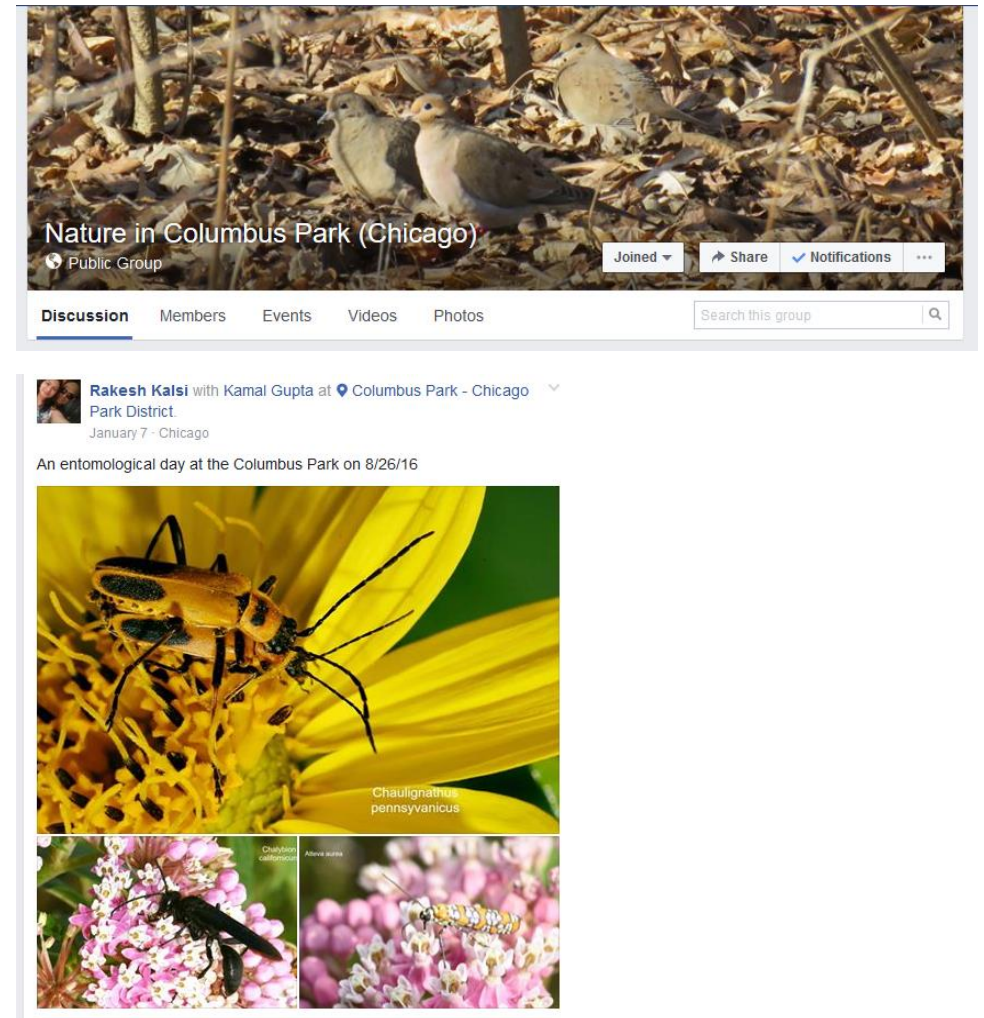 Nature in Columbus Park (Chicago)
Public Group
Joined
Share
Notifications
Discussion Members Events Videos Photos
Search this group
Rakesh Kalsi with Kamal Gupta at Columbus Park - Chicago
Park District.
January 7 · Chicago
An entomological day at the Columbus Park on 8/26/16
Chaulignathus
pennsyvanicus
Chalybion
californicum
Atteva aurea